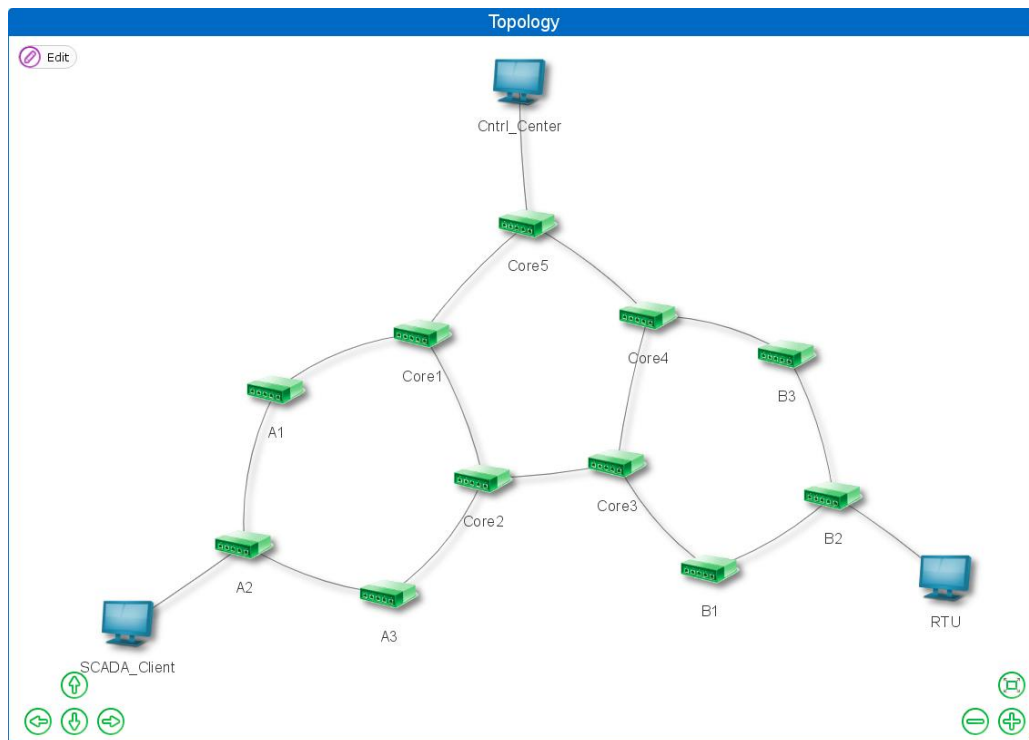 Topology
Edit
Cntrl_Center
Core5
Core4
Core1
B3
A1
Core3
Core2
B2
A2
B1
RTU
A3
SCADA_Client